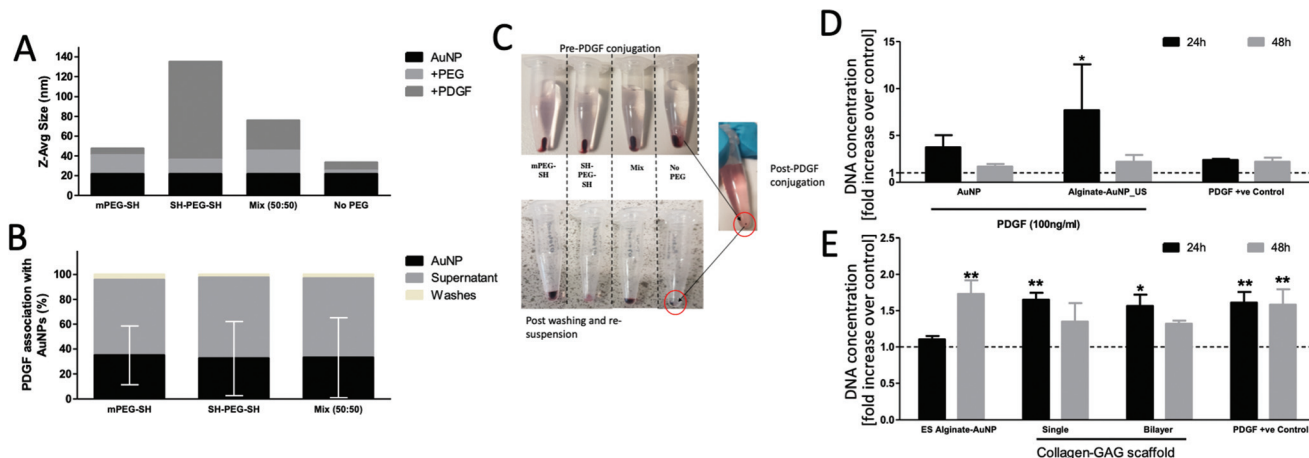 A
Z-Avg Size (nm)
140
120
100
80
60
40
20
0
mPEG-SH
SH-PEG-SH
Mix (50:50)
No PEG
AuNP
+PEG
+PDGF
B
PDGF association with
AuNPs (%)
100
80
60
40
20
0
mPEG-SH
SH-PEG-SH
Mix (50:50)
AuNP
Supernatant
Washes
C
Pre-PDGF conjugation
mPEG-
SH
SH-
PEG-
SH
Mix
No
PEG
Post-PDGF
conjugation
Post washing and re-
suspension
D
DNA concentration
[fold increase over control]
15
10
5
1
*
24h
48h
AuNP
Alginate-AuNP_US
PDGF +ve Control
PDGF (100ng/ml)
E
DNA concentration
[fold increase over control]
2.5
2.0
1.5
1.0
0.5
0.0
**
**
*
**
**
24h
48h
ES Alginate-AuNP
Single
Bilayer
PDGF +ve Control
Collagen-GAG scaffold